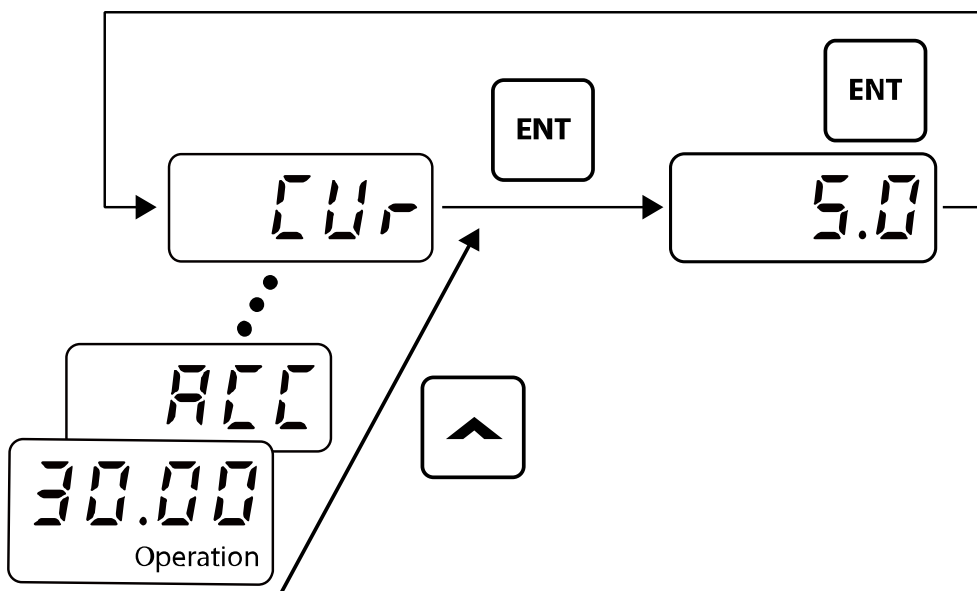 ENT
ENT
CUr
5.0
ACC
30.00
Operation